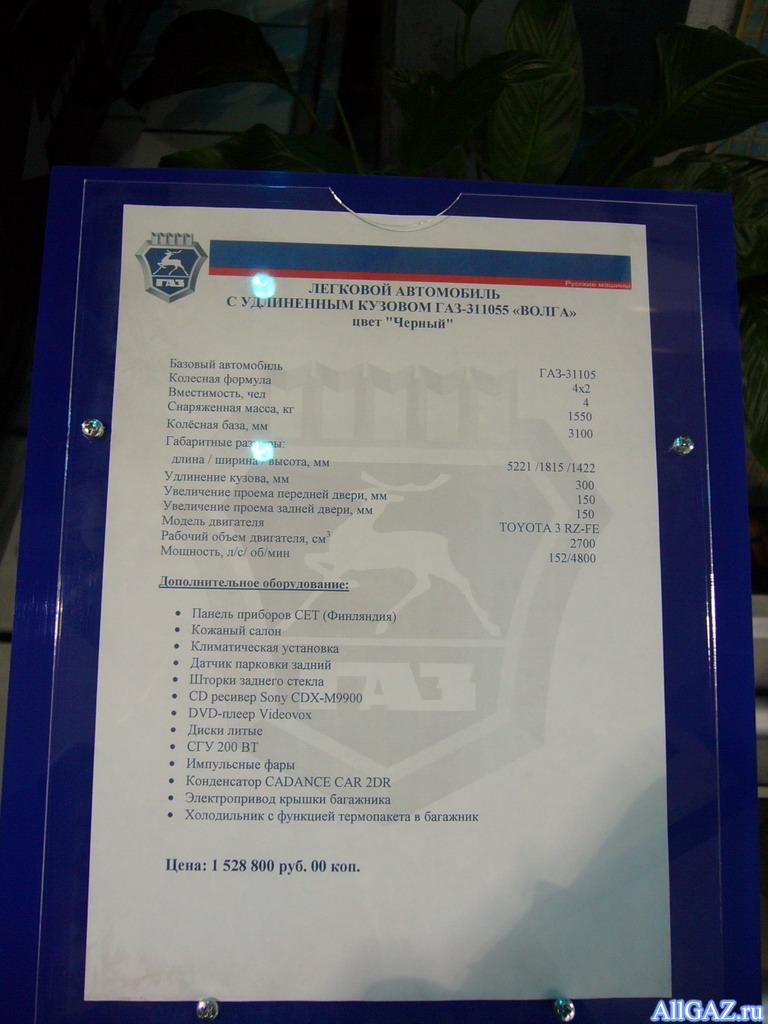 ГАЗ
Русские машины
ЛЕГКОВОЙ АВТОМОБИЛЬ
С УДЛИНЕННЫМ КУЗОВОМ ГАЗ-311055 «ВОЛГА»
цвет "Черный"
Базовый автомобиль ГАЗ-31105
Колесная формула 4x2
Вместимость, чел 4
Снаряженная масса, кг 1550
Колёсная база, мм 3100
Габаритные размеры:
длина / ширина / высота, мм 5221 /1815 /1422
Удлинение кузова, мм 300
Увеличение проема передней двери, мм 150
Увеличение проема задней двери, мм 150
Модель двигателя TOYOTA 3 RZ-FE
Рабочий объем двигателя, см³ 2700
Мощность, л/с/ об/мин 152/4800
Дополнительное оборудование:
• Панель приборов CET (Финляндия)
• Кожаный салон
• Климатическая установка
• Датчик парковки задний
• Шторки заднего стекла
• CD ресивер Sony CDX-M9900
• DVD-плеер Videovox
• Диски литые
• СГУ 200 ВТ
• Импульсные фары
• Конденсатор CADANCE CAR 2DR
• Электропривод крышки багажника
• Холодильник с функцией термопакета в багажник
ГАЗ
Цена: 1 528 800 руб. 00 коп.
AllGAZ.ru